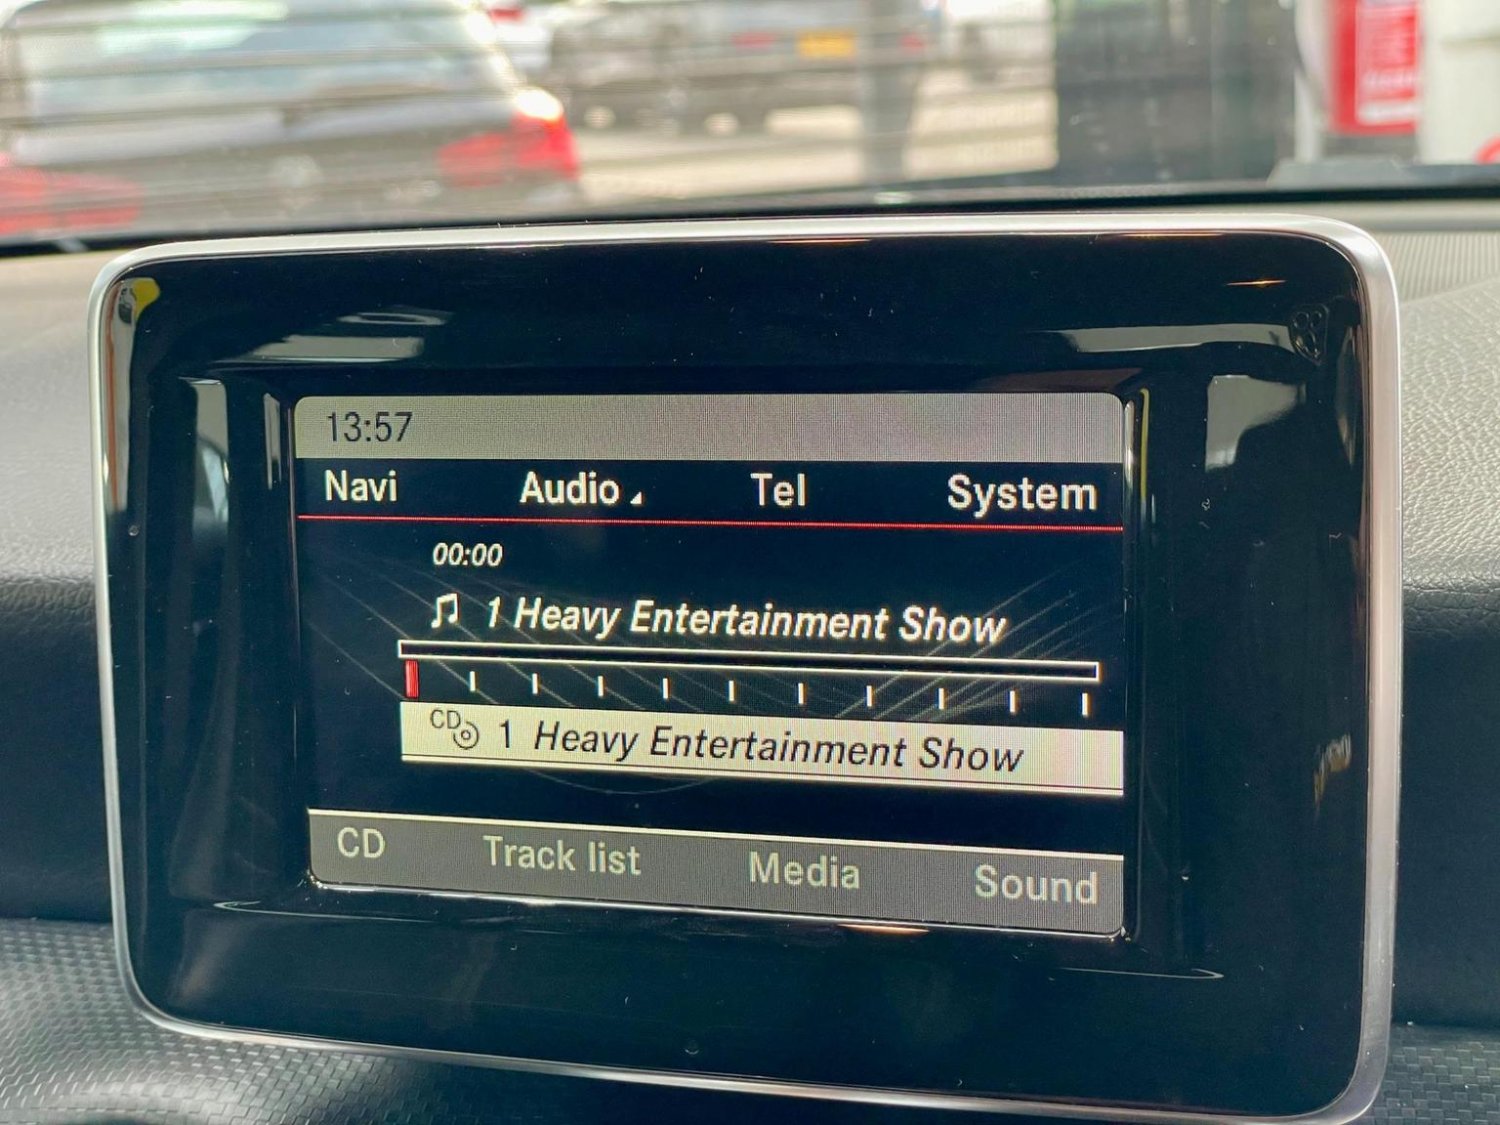 13:57
Navi Audio Tel System
00:00
1 Heavy Entertainment Show
CD 1 Heavy Entertainment Show
CD Track list Media Sound